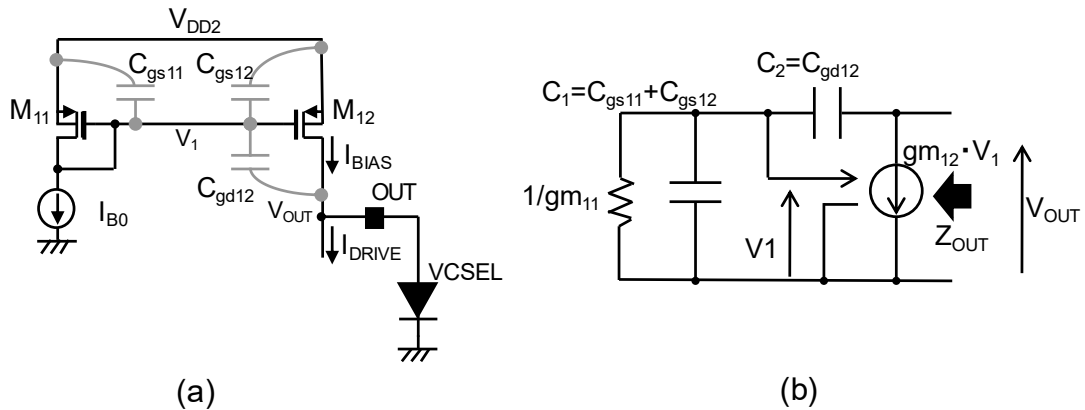 V_DD2
C_gs11 C_gs12
M_11 M_12
V_1
I_BIAS
C_gd12
OUT
V_OUT
I_B0
I_DRIVE
VCSEL
(a)
C_2=C_gd12
C_1=C_gs11+C_gs12
gm_12・V_1
1/gm_11
V1
Z_OUT
V_OUT
(b)